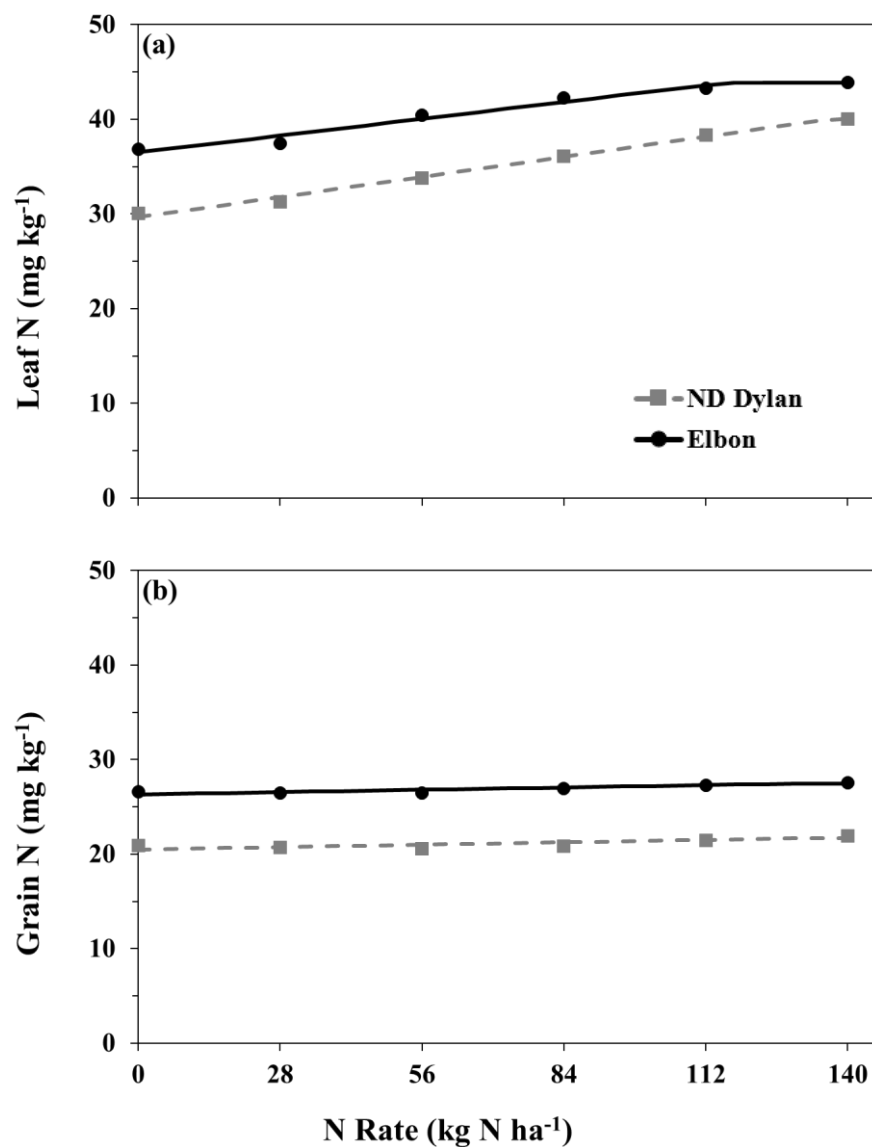 (a)
50
40
30
20
10
0
Leaf N (mg kg⁻¹)
ND Dylan
Elbon
(b)
50
40
30
20
10
0
Grain N (mg kg⁻¹)
0 28 56 84 112 140
N Rate (kg N ha⁻¹)